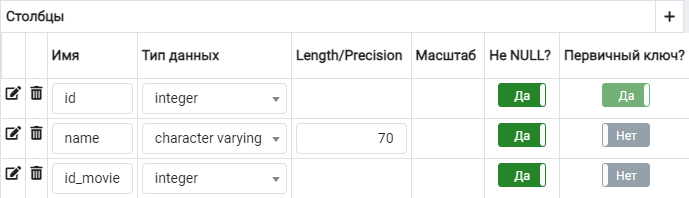 Столбцы +
Имя Тип данных Length/Precision Масштаб Не NULL? Первичный ключ?
id integer Да Да
name character varying 70 Да Нет
id_movie integer Да Нет